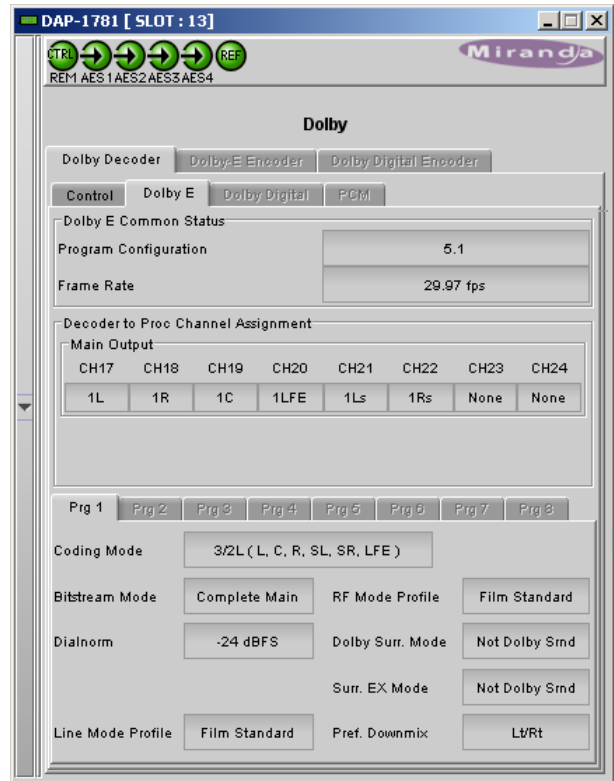 DAP-1781 [ SLOT : 13]
CTRL REF
REM AES1 AES2 AES3 AES4
Miranda
Dolby
Dolby Decoder Dolby-E Encoder Dolby Digital Encoder
Control Dolby E Dolby Digital PCM
Dolby E Common Status
Program Configuration 5.1
Frame Rate 29.97 fps
Decoder to Proc Channel Assignment
Main Output
CH17 CH18 CH19 CH20 CH21 CH22 CH23 CH24
1L 1R 1C 1LFE 1Ls 1Rs None None
Prg 1 Prg 2 Prg 3 Prg 4 Prg 5 Prg 6 Prg 7 Prg 8
Coding Mode 3/2L ( L, C, R, SL, SR, LFE )
Bitstream Mode Complete Main RF Mode Profile Film Standard
Dialnorm -24 dBFS Dolby Surr. Mode Not Dolby Srnd
Surr. EX Mode Not Dolby Srnd
Line Mode Profile Film Standard Pref. Downmix Lt/Rt